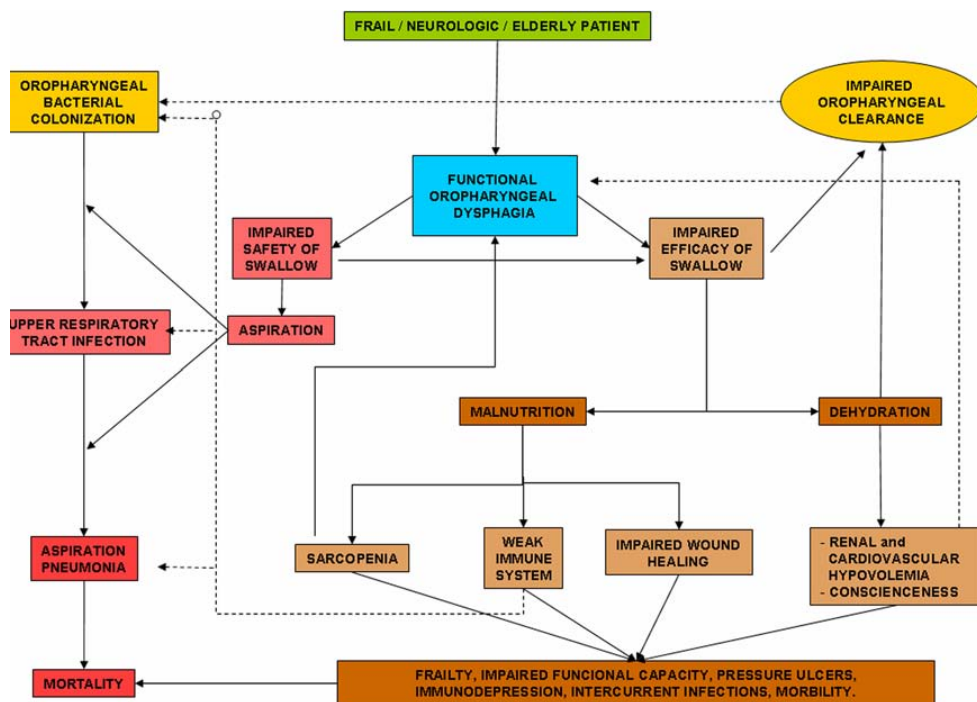 FRAIL / NEUROLOGIC / ELDERLY PATIENT
OROPHARYNGEAL
BACTERIAL
COLONIZATION
IMPAIRED
OROPHARYNGEAL
CLEARANCE
FUNCTIONAL
OROPHARYNGEAL
DYSPHAGIA
IMPAIRED
SAFETY OF
SWALLOW
IMPAIRED
EFFICACY OF
SWALLOW
UPPER RESPIRATORY
TRACT INFECTION
ASPIRATION
MALNUTRITION
DEHYDRATION
ASPIRATION
PNEUMONIA
SARCOPENIA
WEAK
IMMUNE
SYSTEM
IMPAIRED WOUND
HEALING
- RENAL and
CARDIOVASCULAR
HYPOVOLEMIA
- CONSCIENCENESS
MORTALITY
FRAILTY, IMPAIRED FUNCIONAL CAPACITY, PRESSURE ULCERS,
IMMUNODEPRESSION, INTERCURRENT INFECTIONS, MORBILITY.